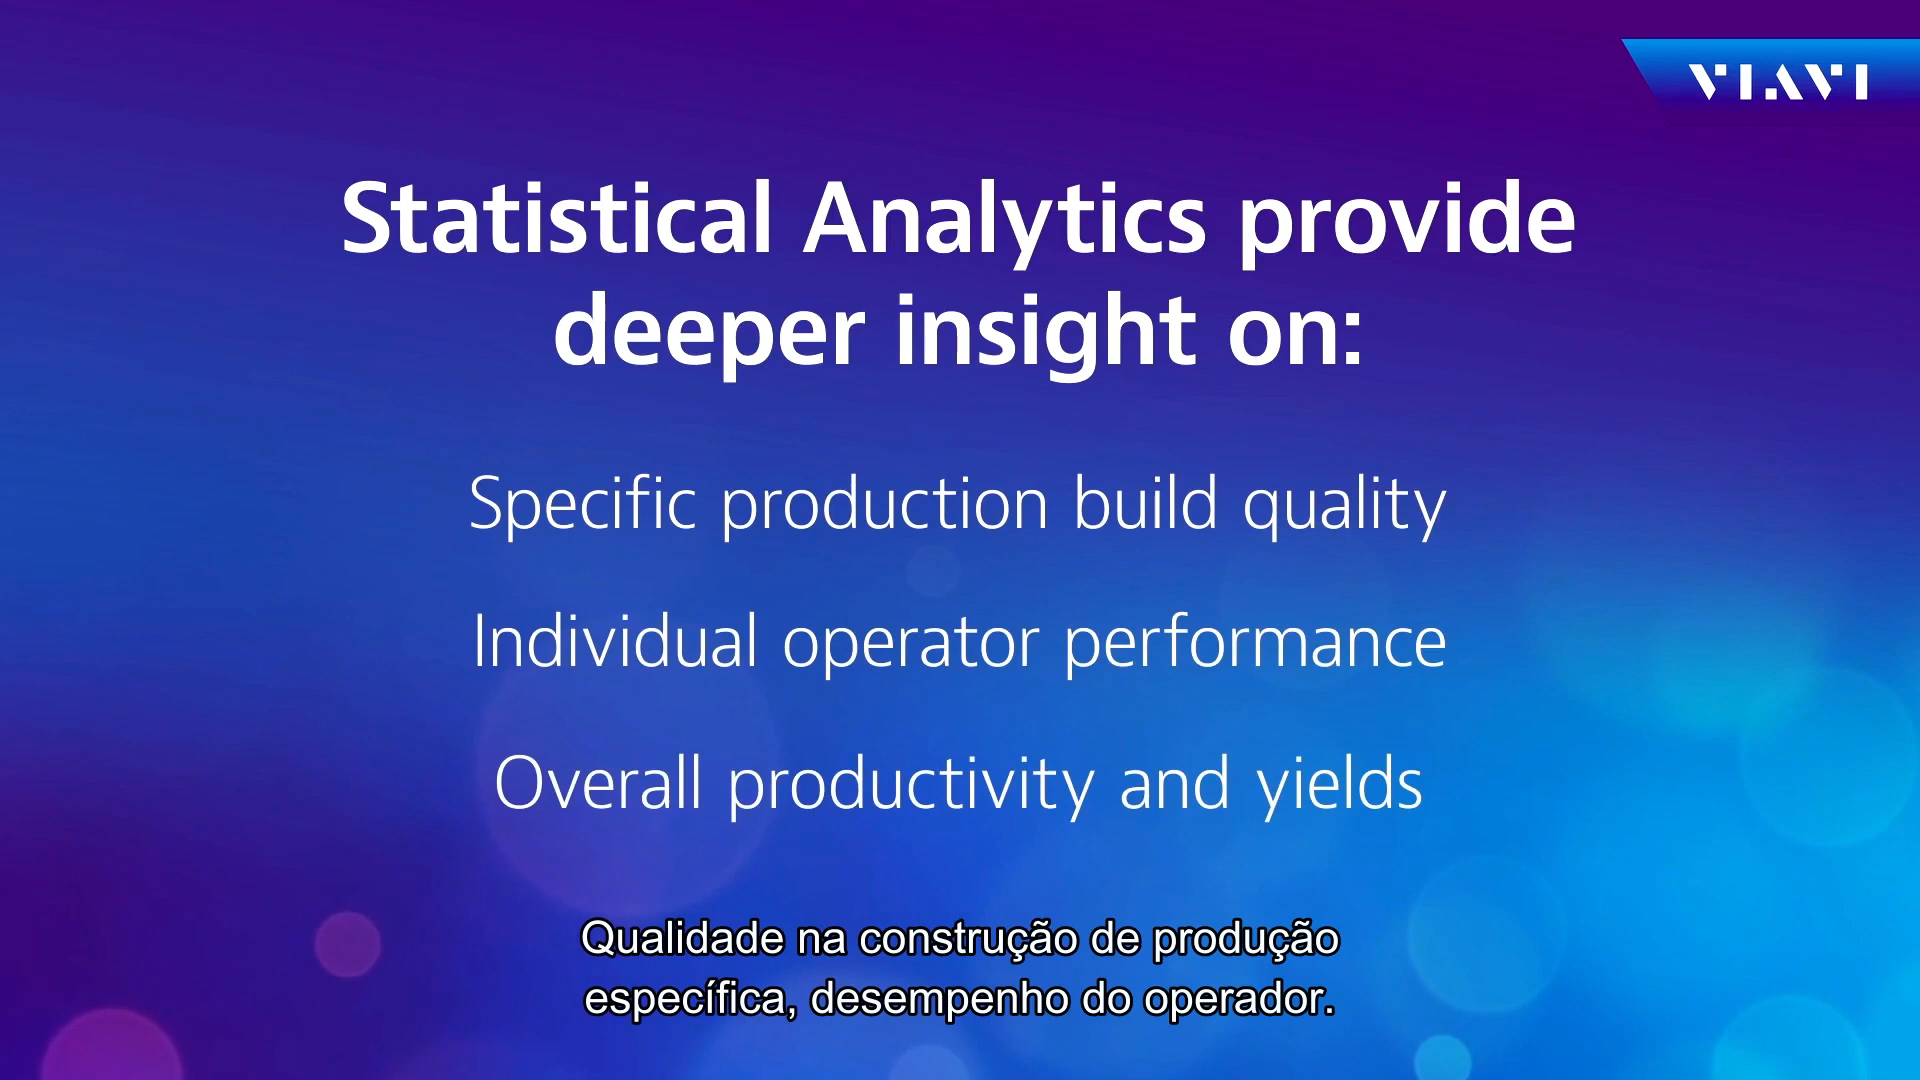 VIAVI
Statistical Analytics provide
deeper insight on:
Specific production build quality
Individual operator performance
Overall productivity and yields
Qualidade na construção de produção
específica, desempenho do operador.